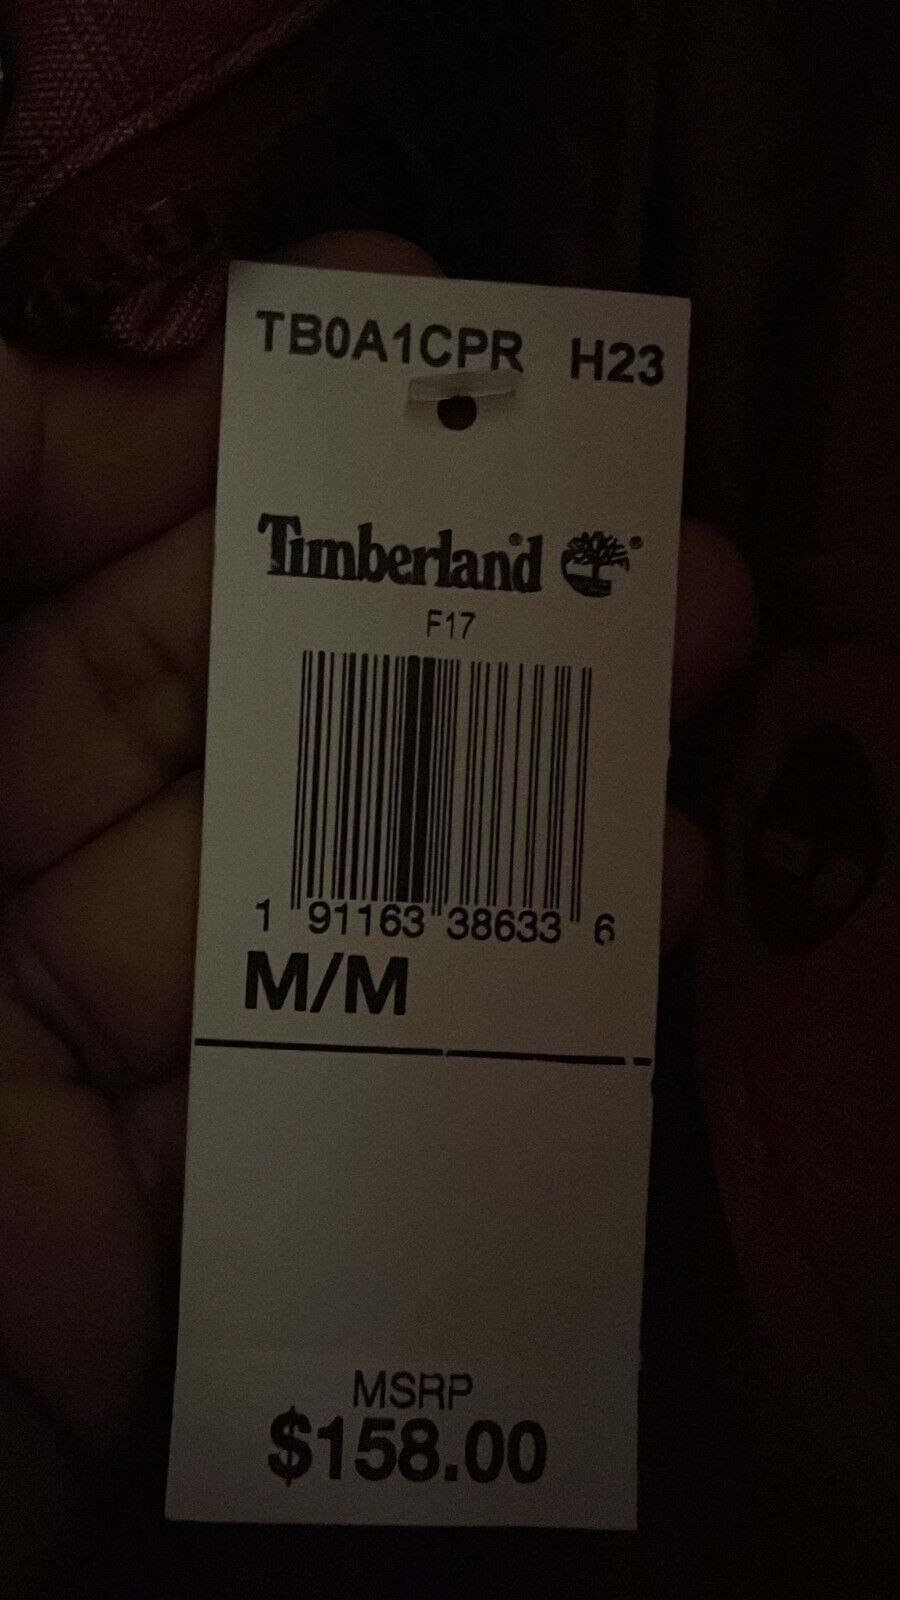 TB0A1CPR H23
Timberland®
F17
1 91163 38633 6
M/M
MSRP
$158.00